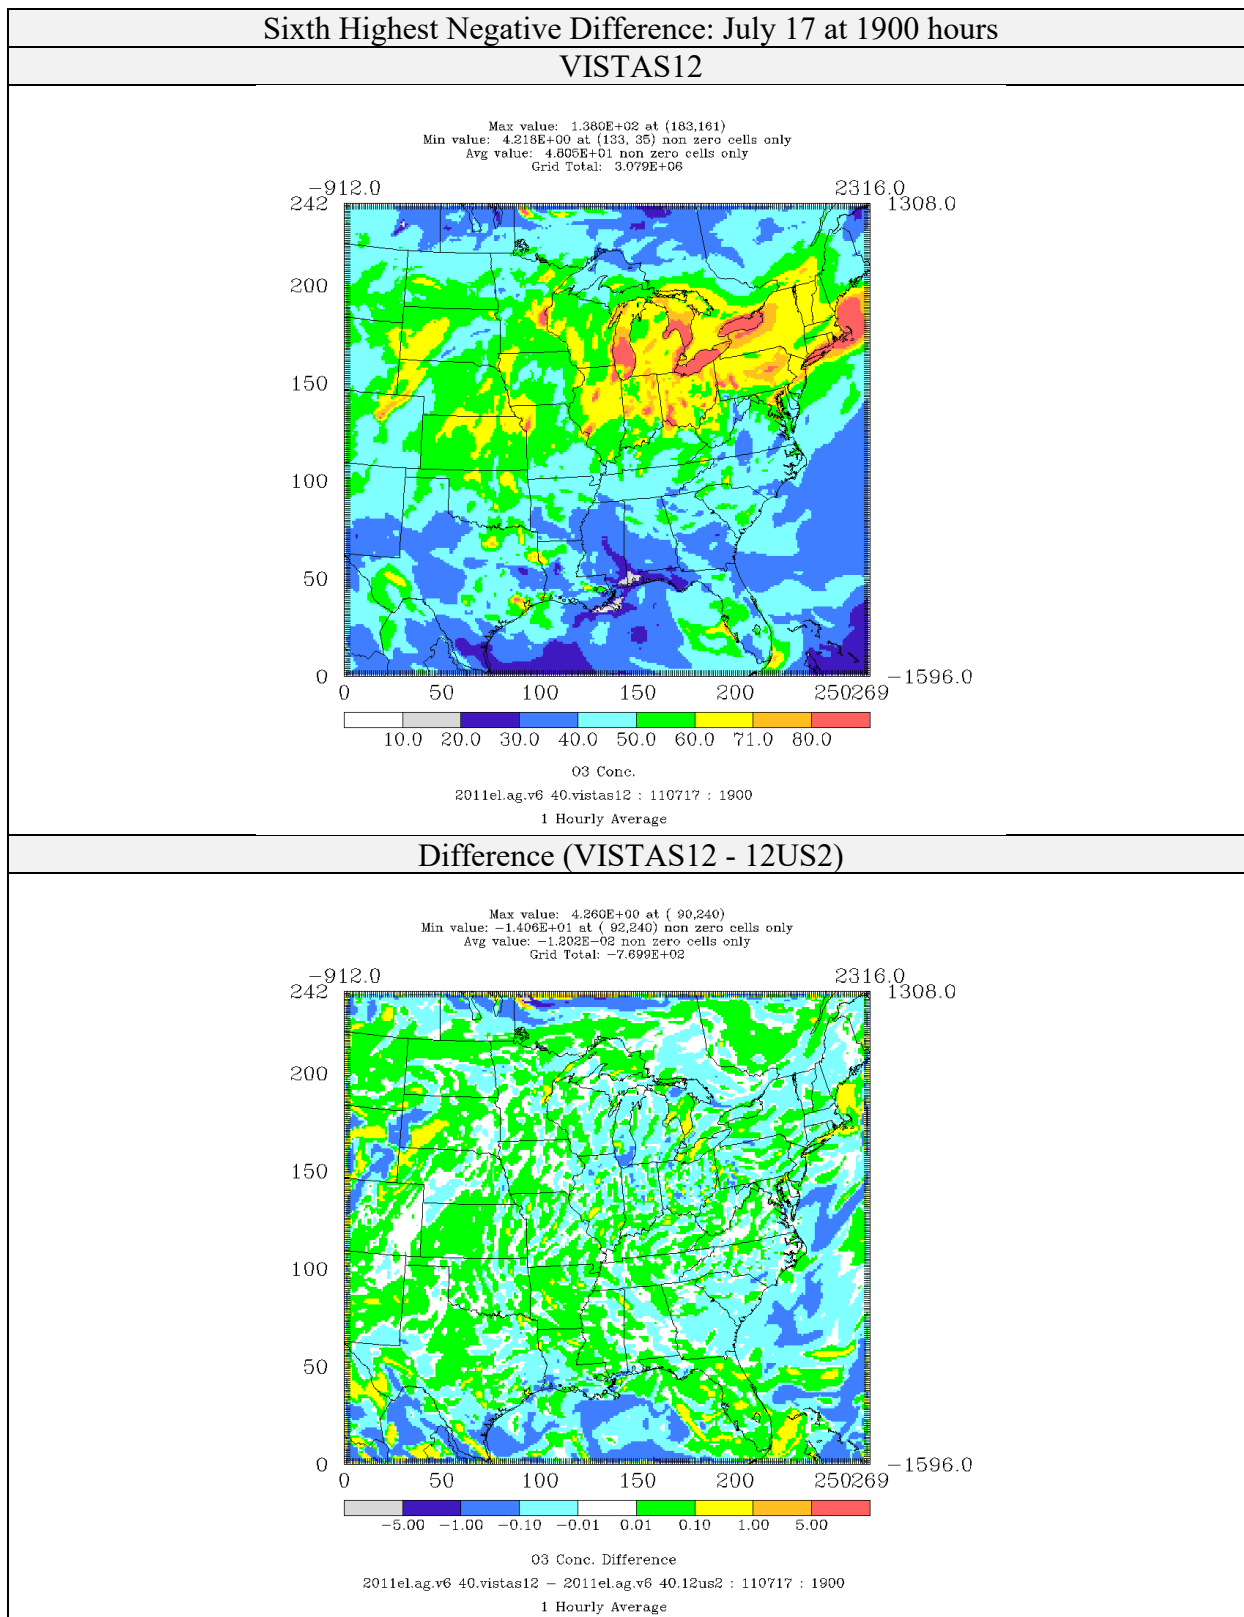 Sixth Highest Negative Difference: July 17 at 1900 hours
VISTAS12
Max value: 1.380E+02 at (183,161)
Min value: 4.218E+00 at (133, 35) non zero cells only
Avg value: 4.805E+01 non zero cells only
Grid Total: 3.079E+06
-912.0 2316.0
242 1308.0
200
150
100
50
0 -1596.0
0 50 100 150 200 250269
10.0 20.0 30.0 40.0 50.0 60.0 71.0 80.0
O3 Conc.
2011el.ag.v6 40.vistas12 : 110717 : 1900
1 Hourly Average
Difference (VISTAS12 - 12US2)
Max value: 4.260E+00 at ( 90,240)
Min value: -1.406E+01 at ( 92,240) non zero cells only
Avg value: -1.202E-02 non zero cells only
Grid Total: -7.699E+02
-912.0 2316.0
242 1308.0
200
150
100
50
0 -1596.0
0 50 100 150 200 250269
-5.00 -1.00 -0.10 -0.01 0.01 0.10 1.00 5.00
O3 Conc. Difference
2011el.ag.v6 40.vistas12 - 2011el.ag.v6 40.12us2 : 110717 : 1900
1 Hourly Average